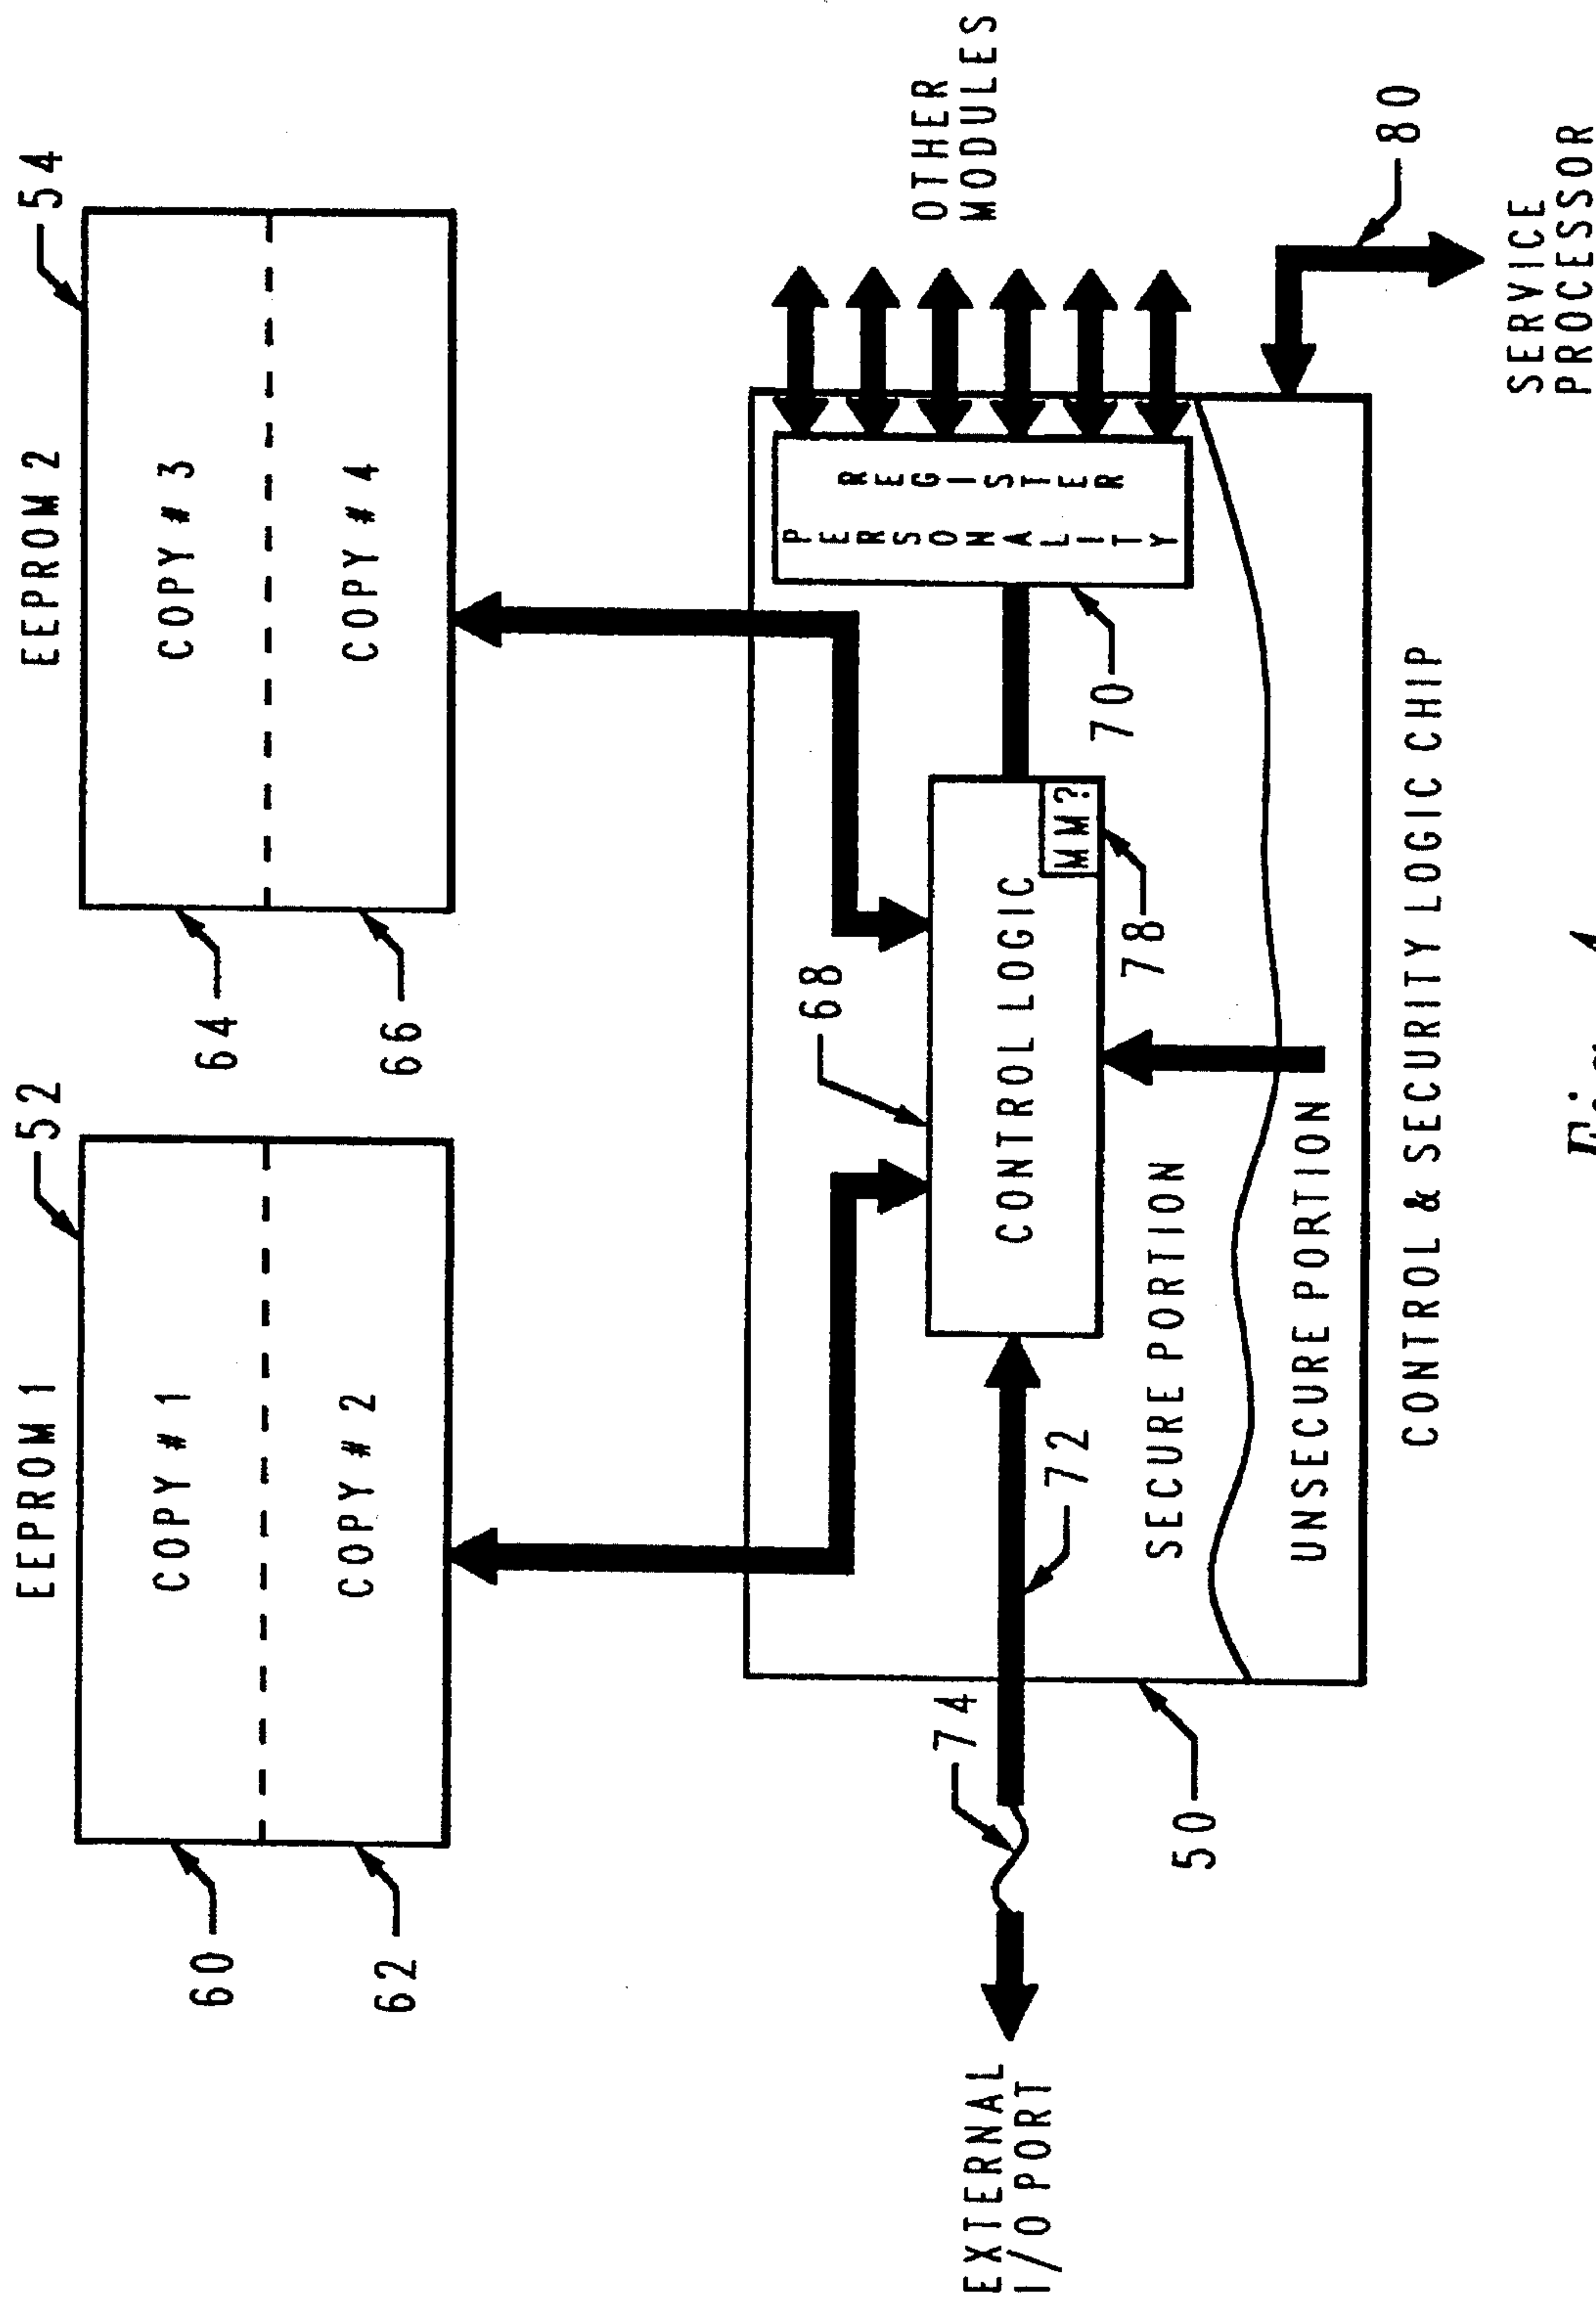 EEPROM 1
52
EEPROM 2
54
60
COPY # 1
62
COPY # 2
64
COPY # 3
66
COPY # 4
68
CONTROL LOGIC
MM?
78
70
PERSONALITY
REGISTER
OTHER
MODULES
EXTERNAL
I/O PORT
74
72
50
SECURE PORTION
UNSECURE PORTION
80
SERVICE
PROCESSOR
CONTROL & SECURITY LOGIC CHIP